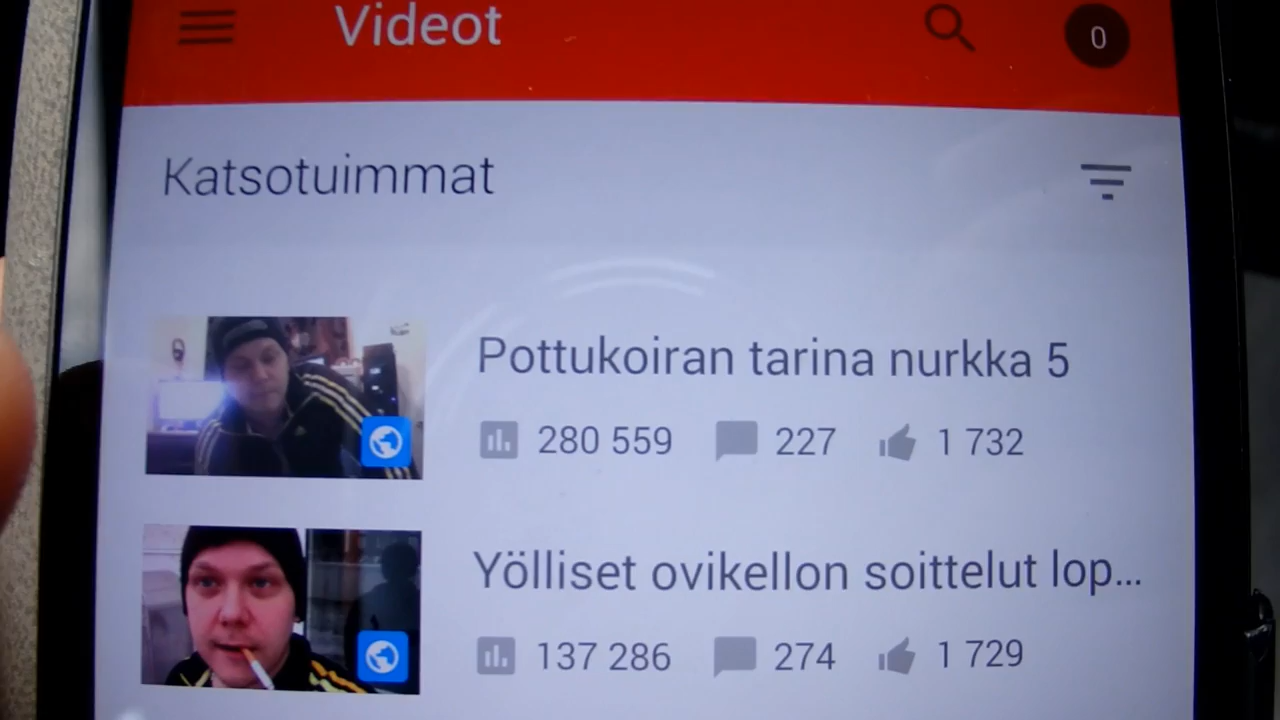 Videot
0
Katsotuimmat
Pottukoiran tarina nurkka 5
280 559 227 1 732
Yölliset ovikellon soittelut lop...
137 286 274 1 729